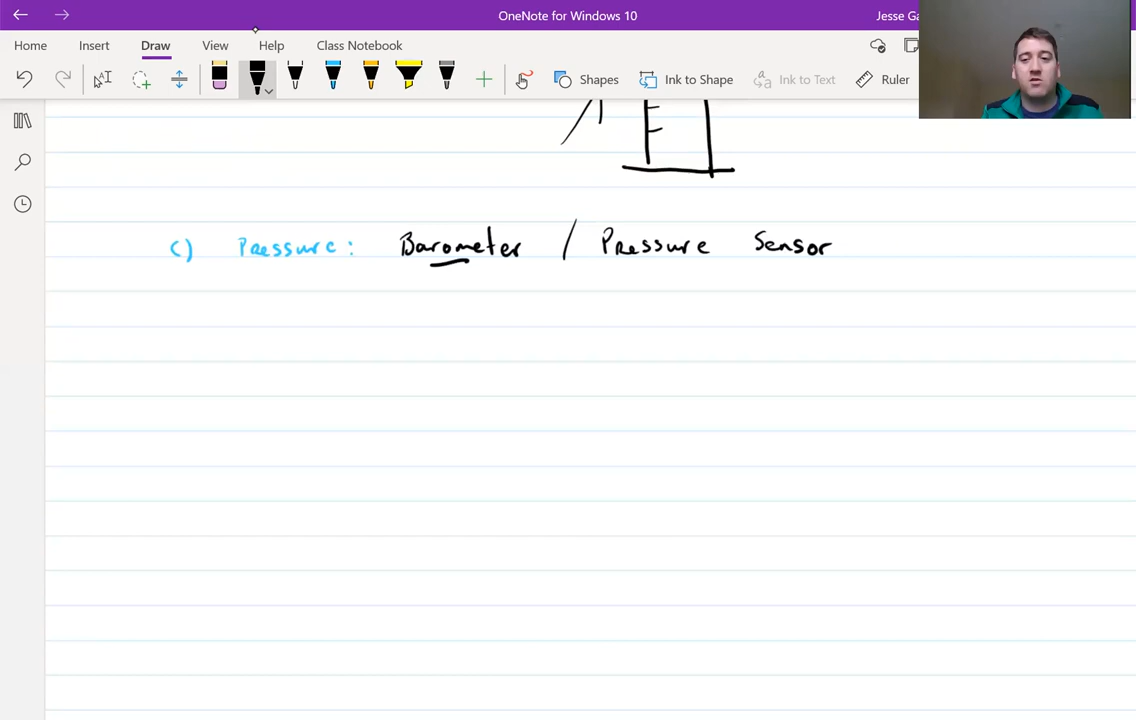 OneNote for Windows 10
Jesse Ga
Home Insert Draw View Help Class Notebook
Shapes Ink to Shape Ink to Text Ruler
c) Pressure: Barometer / Pressure Sensor